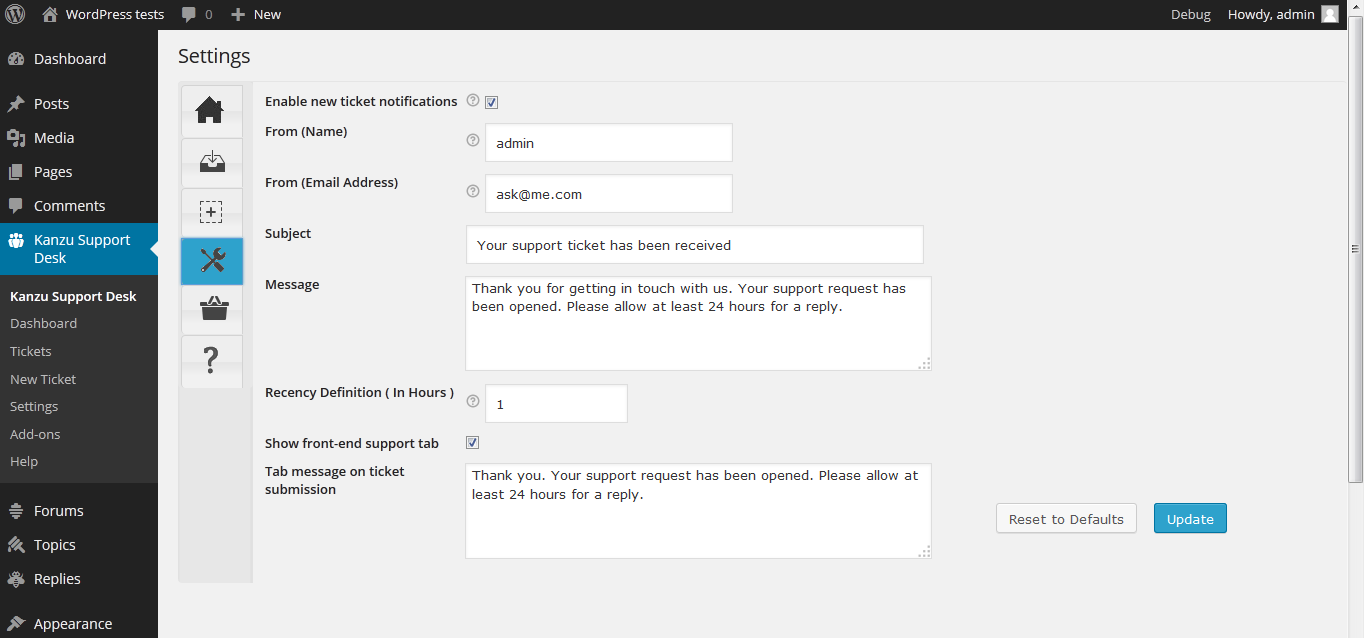 WordPress tests 0 New Debug Howdy, admin
Dashboard
Posts
Media
Pages
Comments
Kanzu Support
Desk
Kanzu Support Desk
Dashboard
Tickets
New Ticket
Settings
Add-ons
Help
Forums
Topics
Replies
Appearance
Settings
Enable new ticket notifications
From (Name)
admin
From (Email Address)
ask@me.com
Subject
Your support ticket has been received
Message
Thank you for getting in touch with us. Your support request has
been opened. Please allow at least 24 hours for a reply.
Recency Definition ( In Hours )
1
Show front-end support tab
Tab message on ticket
submission
Thank you. Your support request has been opened. Please allow at
least 24 hours for a reply.
Reset to Defaults
Update